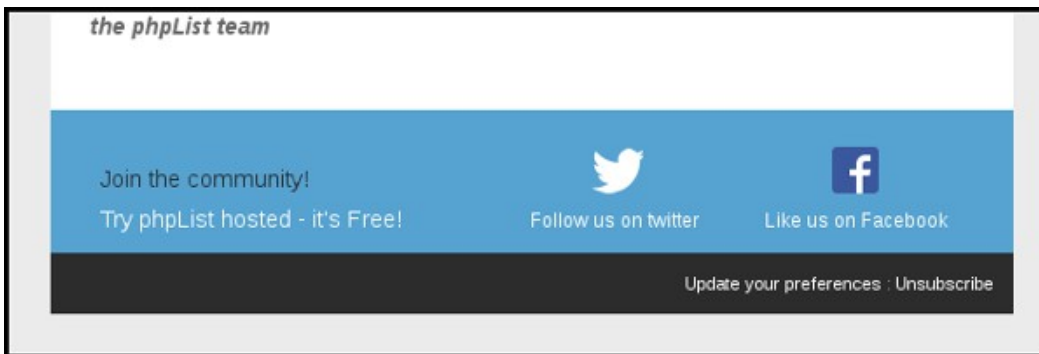 the phpList team
Join the community!
Try phpList hosted - it's Free!
Follow us on twitter
Like us on Facebook
Update your preferences : Unsubscribe